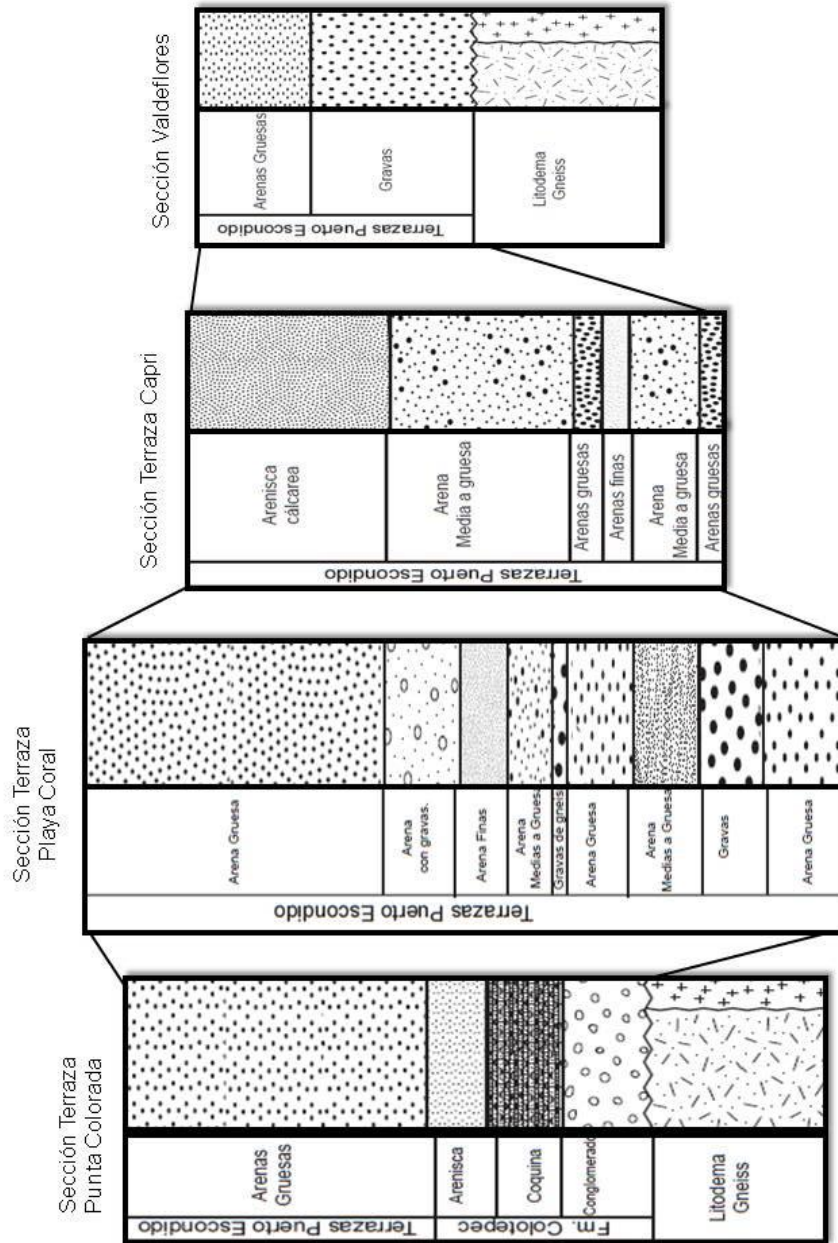 Sección Terraza
Punta Colorada
Arenas
Gruesas
Arenisca
Coquina
Conglomerado
Litodema
Gneiss
Terrazas Puerto Escondido
Fm. Colotepec
Sección Terraza
Playa Coral
Arena Gruesa
Arena
con gravas.
Arena Finas
Arena
Medias a Gruesa
Gravas de gneis
Arena Gruesa
Arena
Medias a Gruesa
Gravas
Arena Gruesa
Terrazas Puerto Escondido
Sección Terraza Capri
Arenisca
calcarea
Arena
Media a gruesa
Arenas gruesas
Arenas finas
Arena
Media a gruesa
Arenas gruesas
Terrazas Puerto Escondido
Sección Valdeflores
Arenas Gruesas
Gravas
Litodema
Gneiss
Terrazas Puerto Escondido